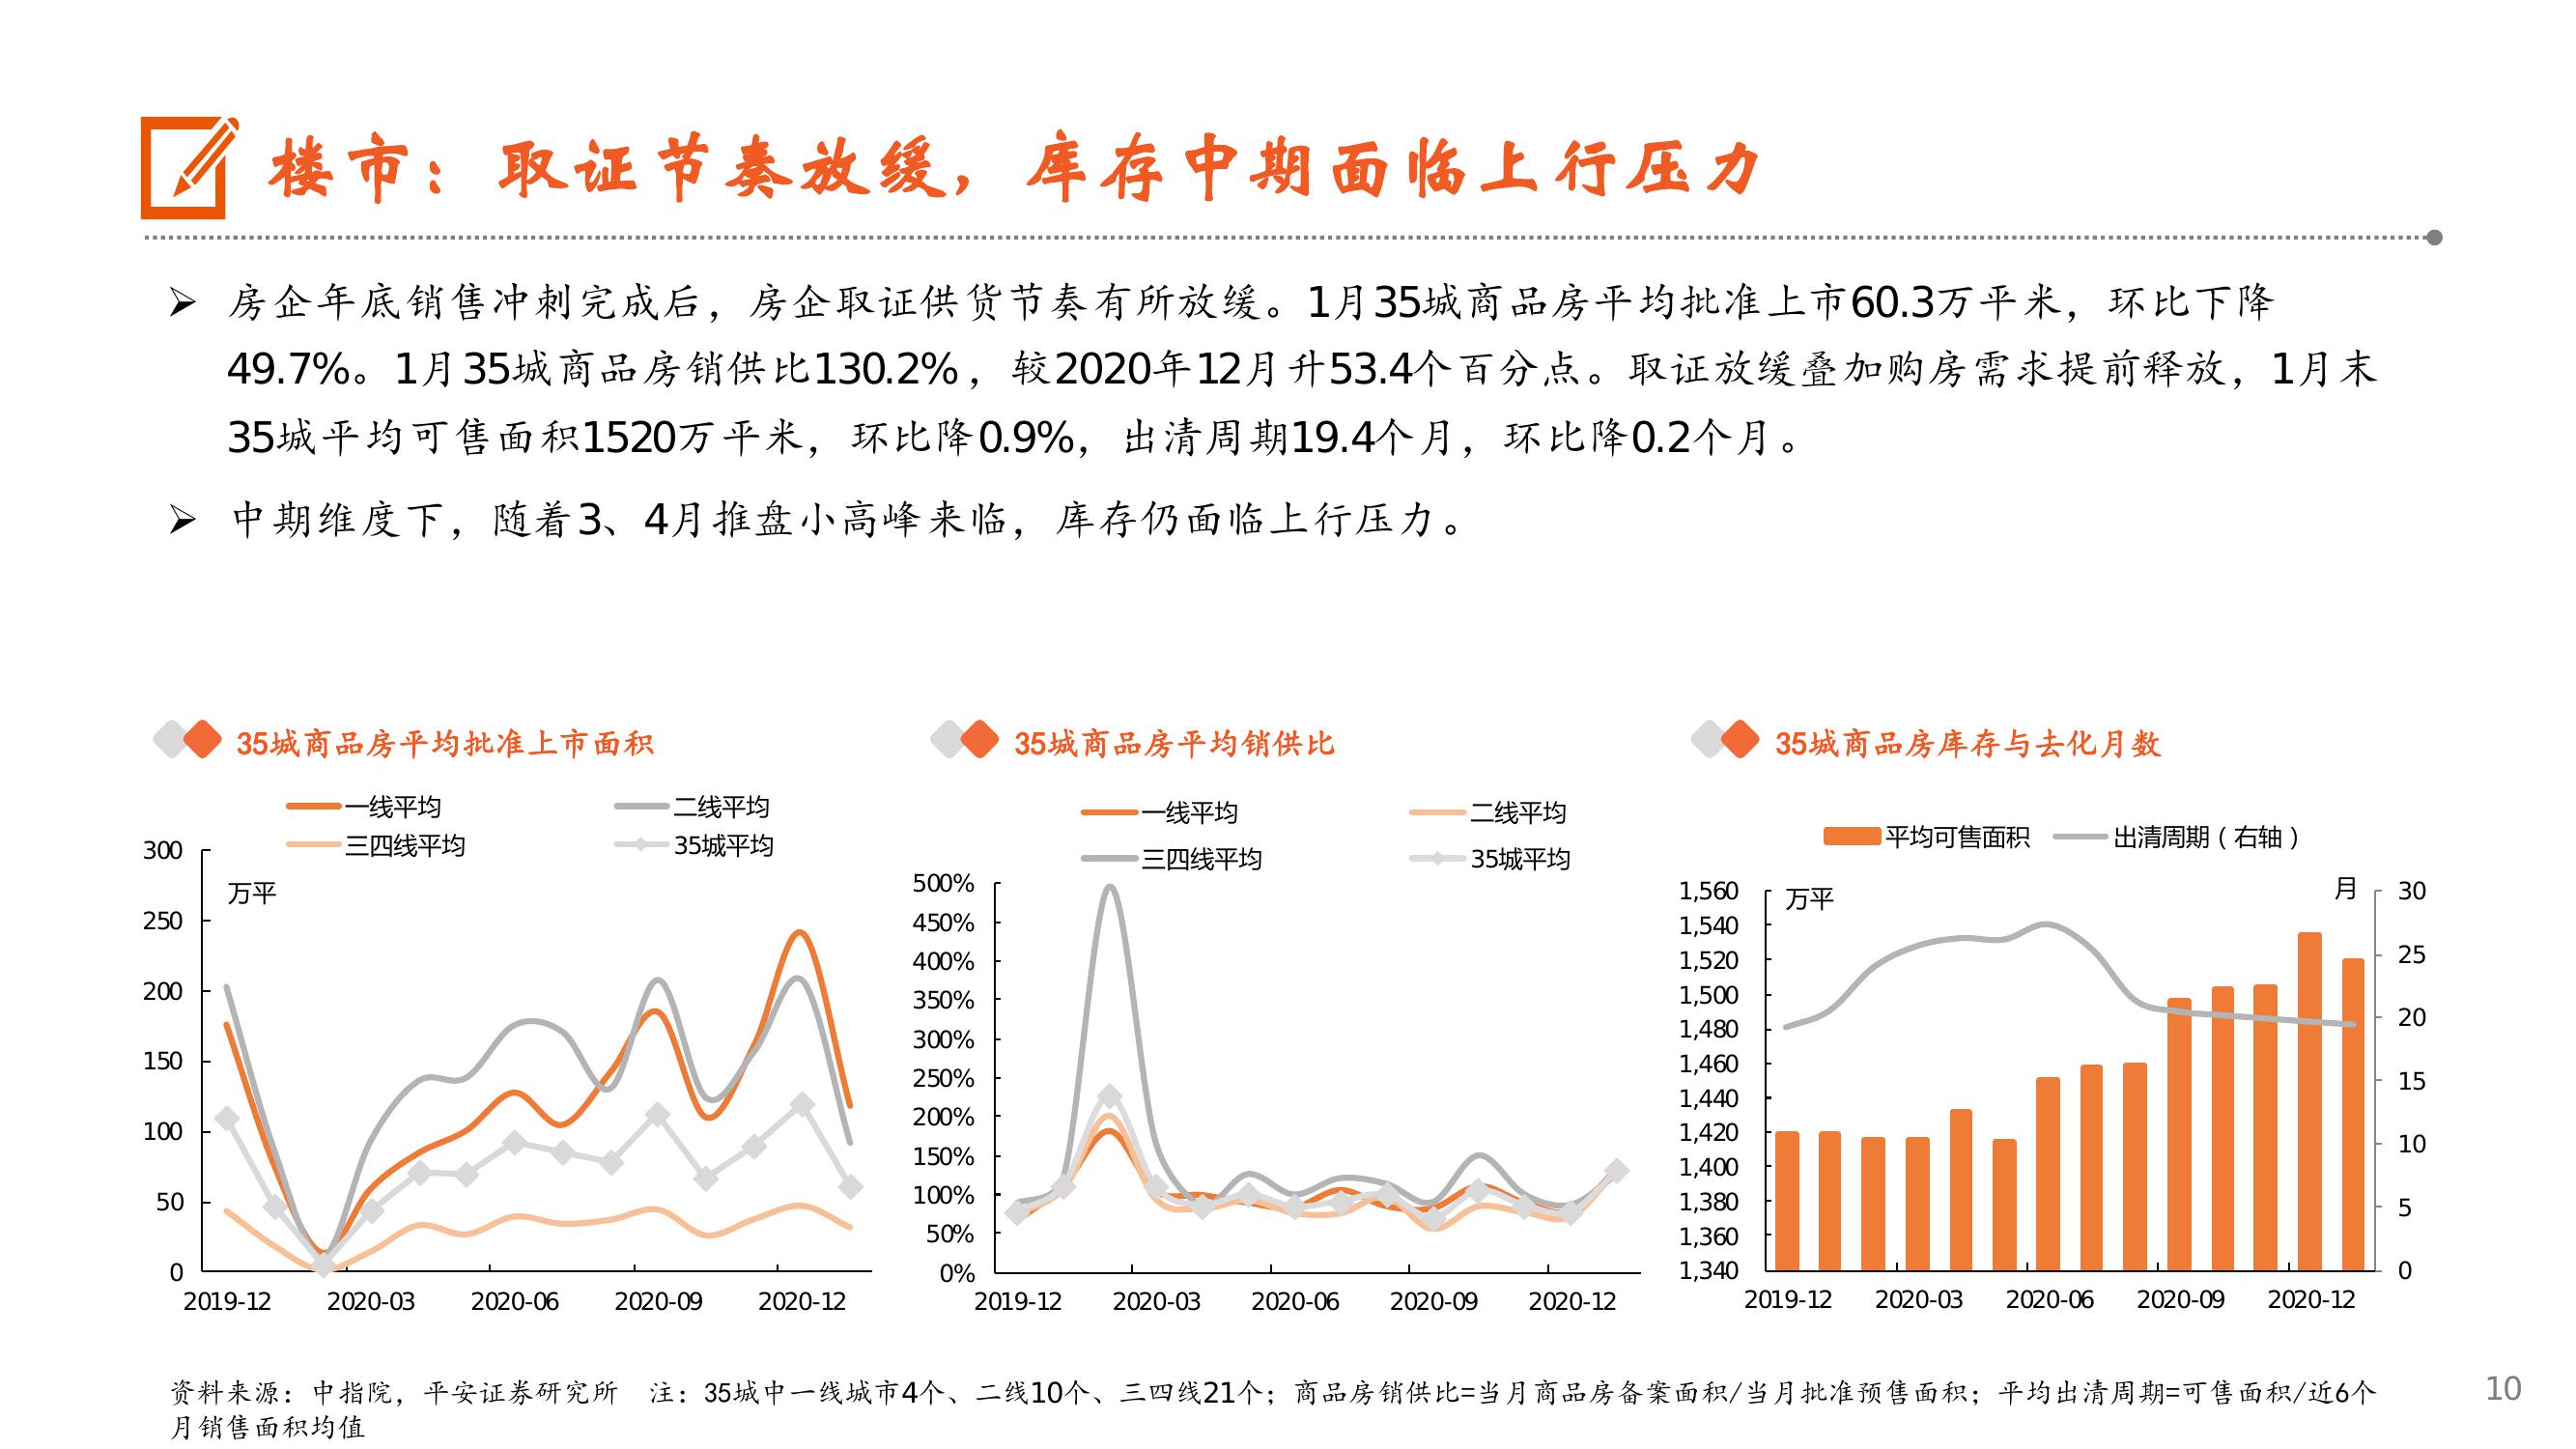 楼市：取证节奏放缓，库存中期面临上行压力
➢ 房企年底销售冲刺完成后，房企取证供货节奏有所放缓。1月35城商品房平均批准上市60.3万平米，环比下降
49.7%。1月35城商品房销供比130.2%，较2020年12月升53.4个百分点。取证放缓叠加购房需求提前释放，1月末
35城平均可售面积1520万平米，环比降0.9%，出清周期19.4个月，环比降0.2个月。
➢ 中期维度下，随着3、4月推盘小高峰来临，库存仍面临上行压力。
35城商品房平均批准上市面积
一线平均 二线平均
三四线平均 35城平均
万平
300
250
200
150
100
50
0
2019-12 2020-03 2020-06 2020-09 2020-12
35城商品房平均销供比
一线平均 二线平均
三四线平均 35城平均
500%
450%
400%
350%
300%
250%
200%
150%
100%
50%
0%
2019-12 2020-03 2020-06 2020-09 2020-12
35城商品房库存与去化月数
平均可售面积 出清周期（右轴）
万平 月
1,560
1,540
1,520
1,500
1,480
1,460
1,440
1,420
1,400
1,380
1,360
1,340
30
25
20
15
10
5
0
2019-12 2020-03 2020-06 2020-09 2020-12
资料来源：中指院，平安证券研究所 注：35城中一线城市4个、二线10个、三四线21个；商品房销供比=当月商品房备案面积/当月批准预售面积；平均出清周期=可售面积/近6个
月销售面积均值
10